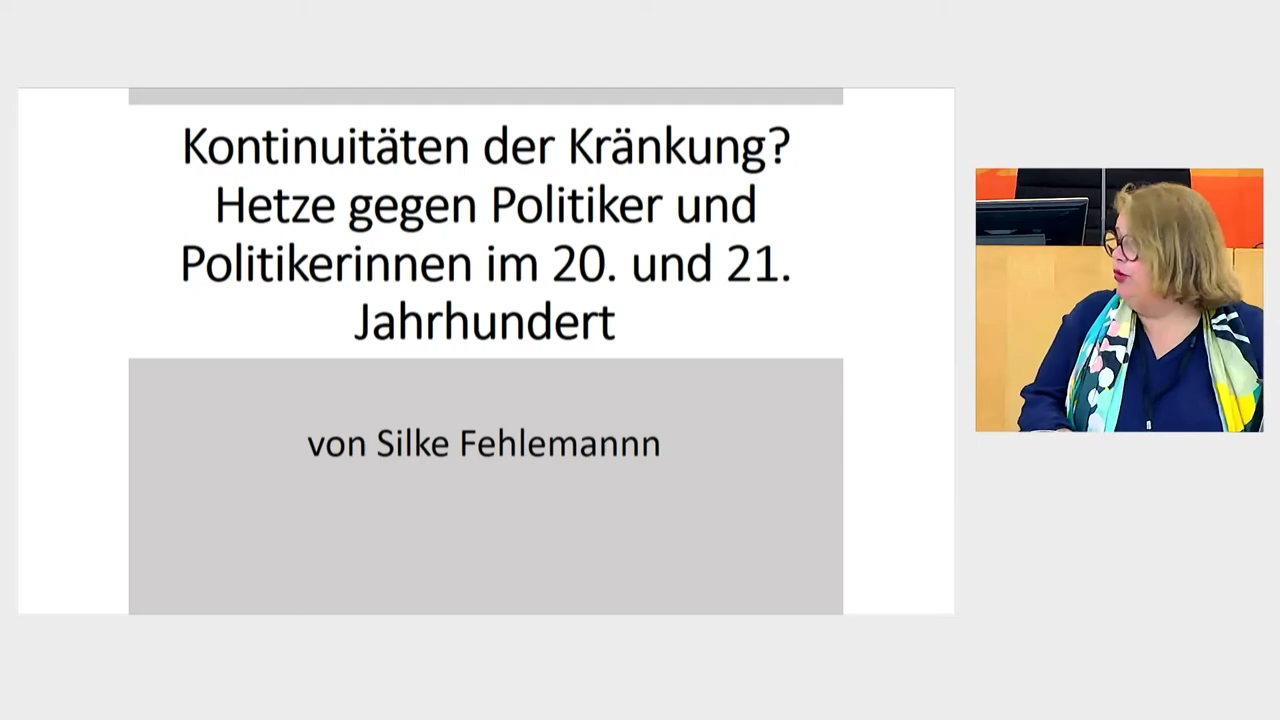 Kontinuitäten der Kränkung?
Hetze gegen Politiker und
Politikerinnen im 20. und 21.
Jahrhundert
von Silke Fehlemannn